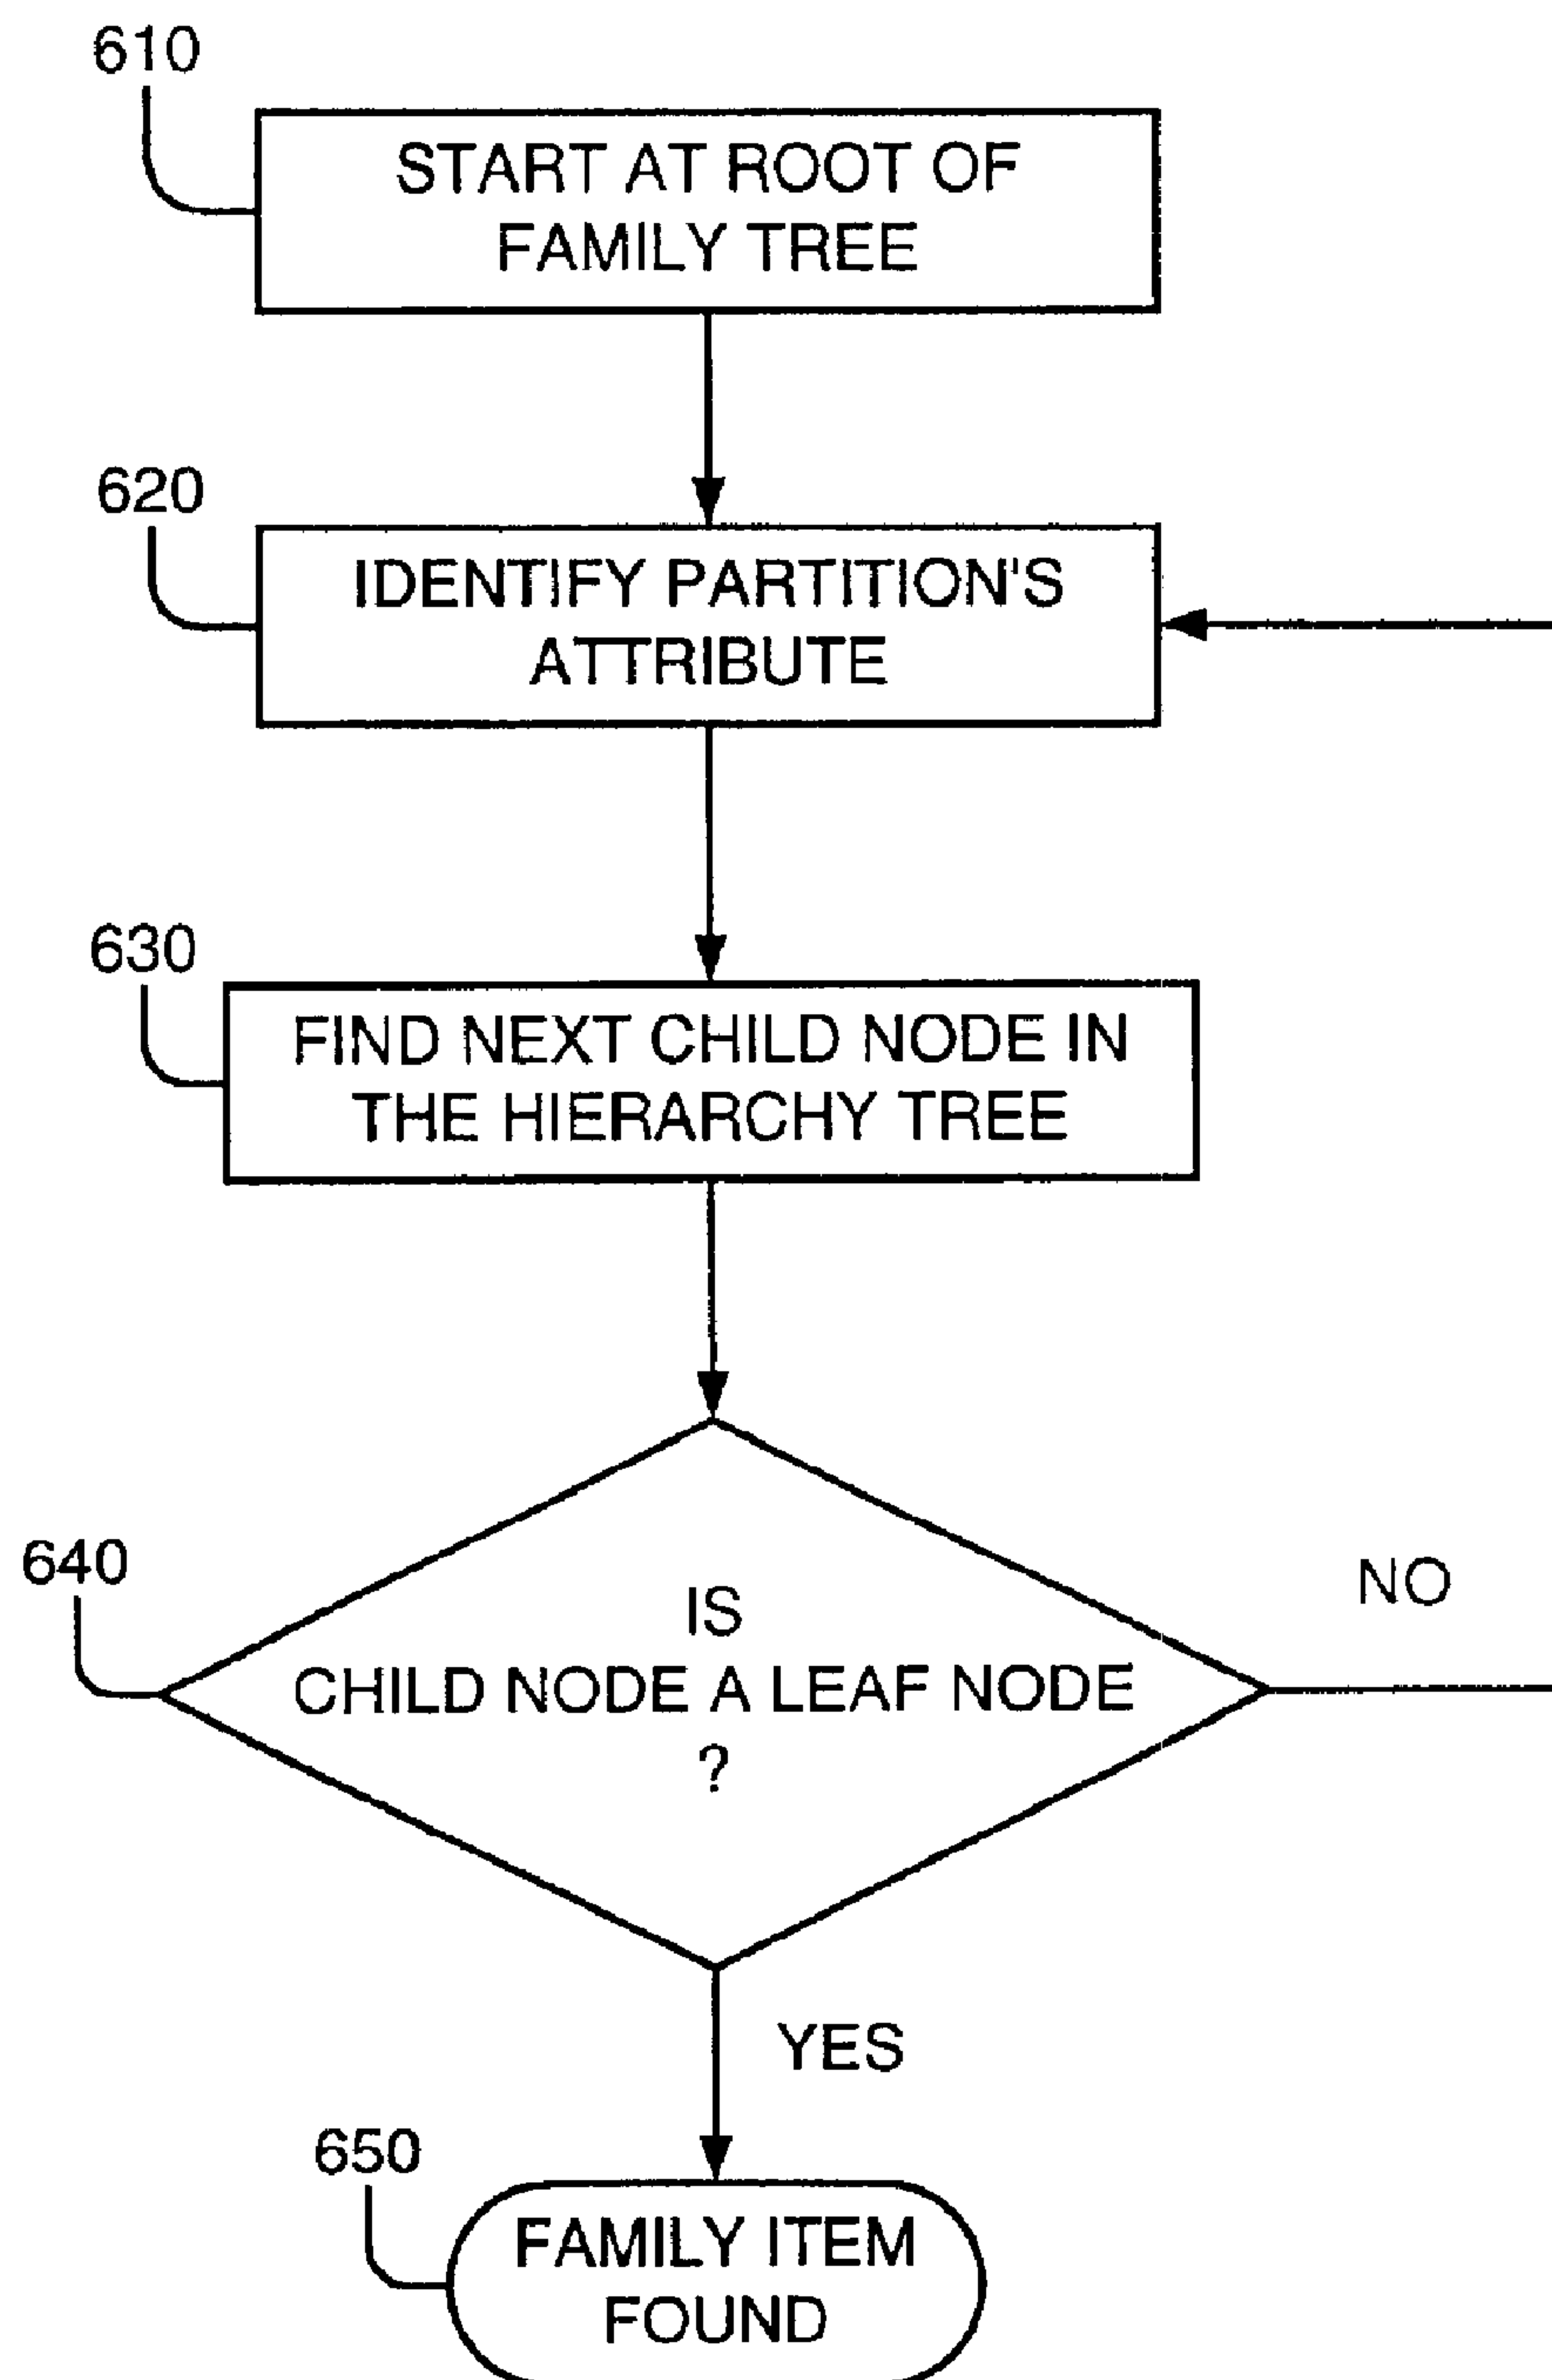 610
START AT ROOT OF
FAMILY TREE
620
IDENTIFY PARTITION'S
ATTRIBUTE
630
FIND NEXT CHILD NODE IN
THE HIERARCHY TREE
640
IS
CHILD NODE A LEAF NODE
?
NO
YES
650
FAMILY ITEM
FOUND